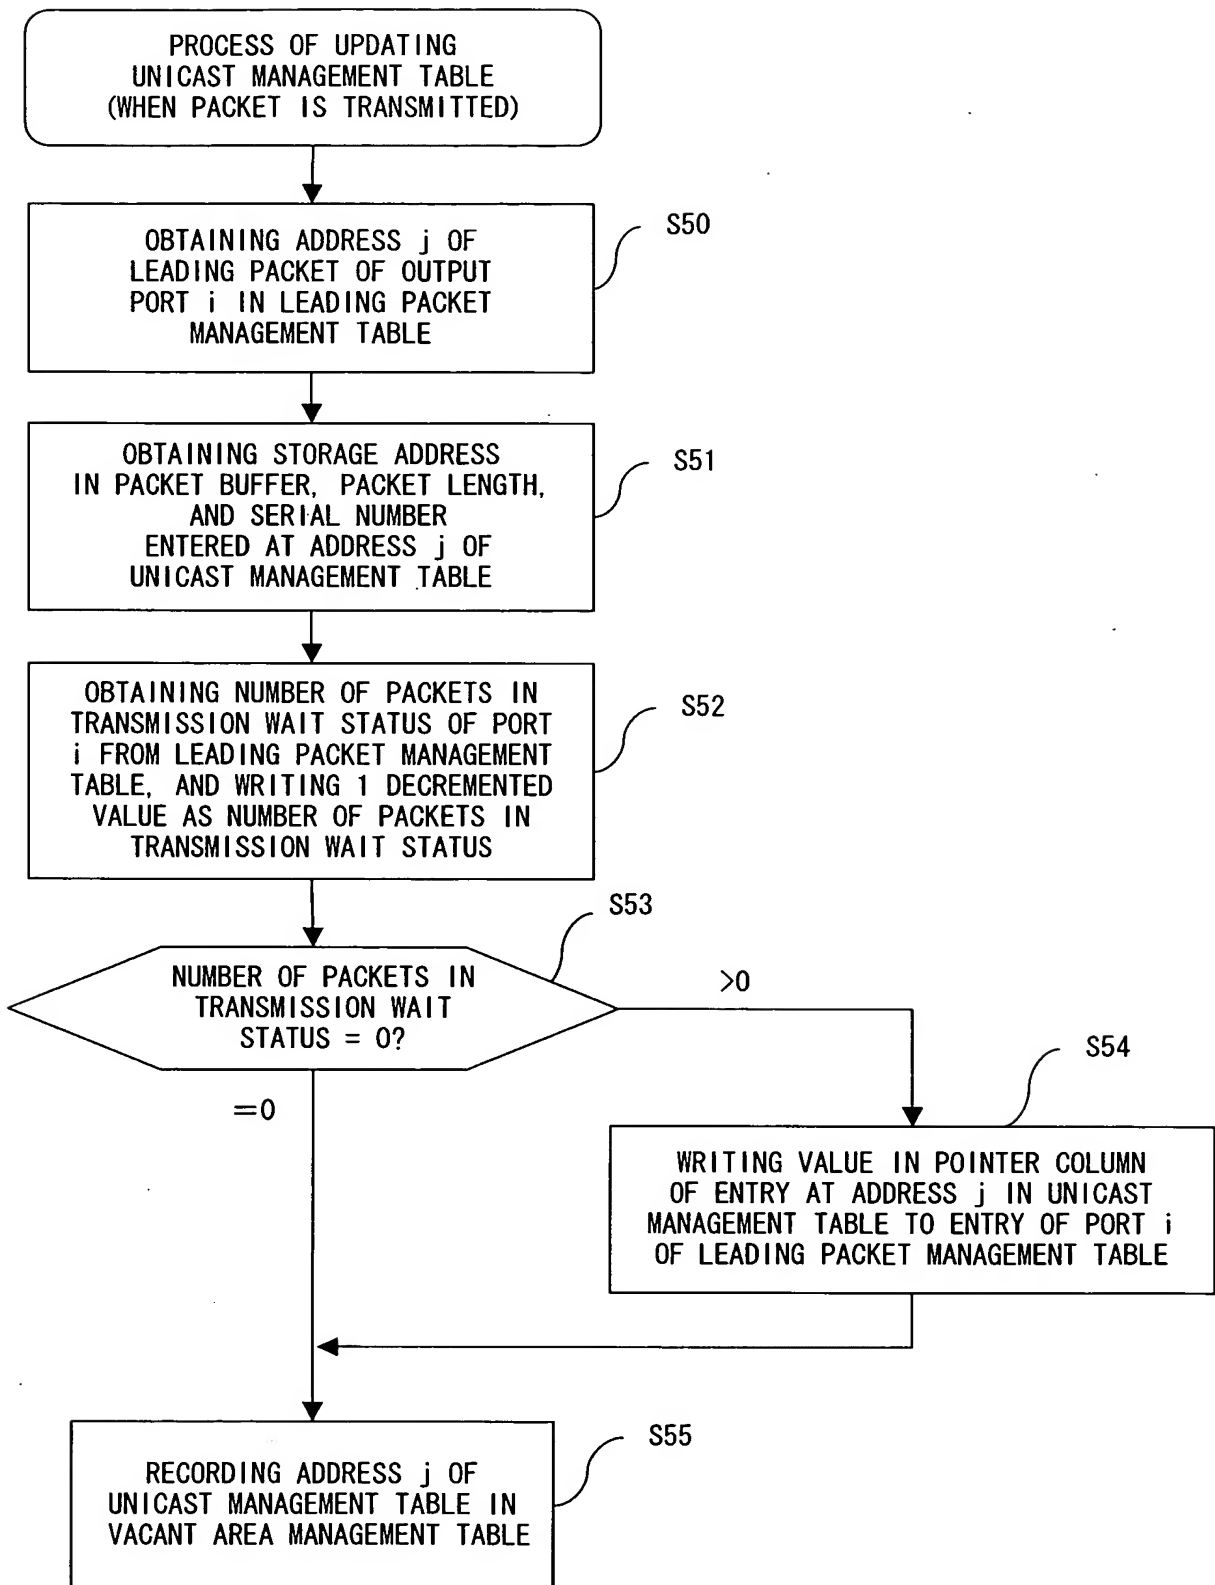 PROCESS OF UPDATING
UNICAST MANAGEMENT TABLE
(WHEN PACKET IS TRANSMITTED)
S50
OBTAINING ADDRESS j OF
LEADING PACKET OF OUTPUT
PORT i IN LEADING PACKET
MANAGEMENT TABLE
S51
OBTAINING STORAGE ADDRESS
IN PACKET BUFFER, PACKET LENGTH,
AND SERIAL NUMBER
ENTERED AT ADDRESS j OF
UNICAST MANAGEMENT TABLE
S52
OBTAINING NUMBER OF PACKETS IN
TRANSMISSION WAIT STATUS OF PORT
i FROM LEADING PACKET MANAGEMENT
TABLE, AND WRITING 1 DECREMENTED
VALUE AS NUMBER OF PACKETS IN
TRANSMISSION WAIT STATUS
S53
NUMBER OF PACKETS IN
TRANSMISSION WAIT
STATUS = 0?
>0
=0
S54
WRITING VALUE IN POINTER COLUMN
OF ENTRY AT ADDRESS j IN UNICAST
MANAGEMENT TABLE TO ENTRY OF PORT i
OF LEADING PACKET MANAGEMENT TABLE
S55
RECORDING ADDRESS j OF
UNICAST MANAGEMENT TABLE IN
VACANT AREA MANAGEMENT TABLE